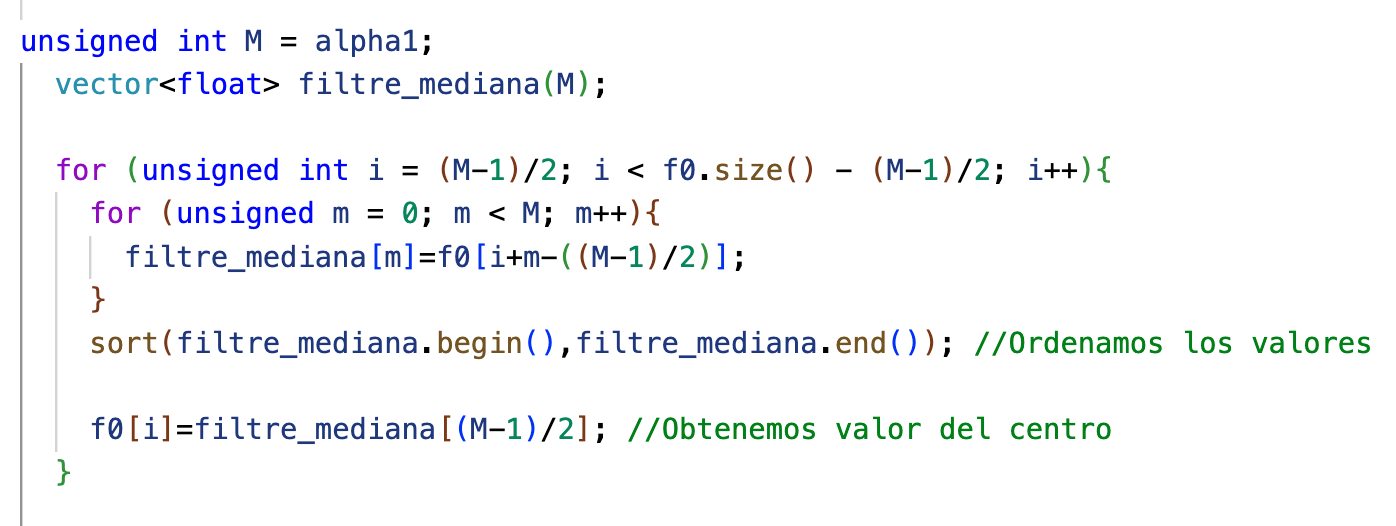 unsigned int M = alpha1;
vector<float> filtre_mediana(M);
for (unsigned int i = (M-1)/2; i < f0.size() - (M-1)/2; i++){
for (unsigned m = 0; m < M; m++){
filtre_mediana[m]=f0[i+m-((M-1)/2)];
}
sort(filtre_mediana.begin(),filtre_mediana.end()); //Ordenamos los valores
f0[i]=filtre_mediana[(M-1)/2]; //Obtenemos valor del centro
}